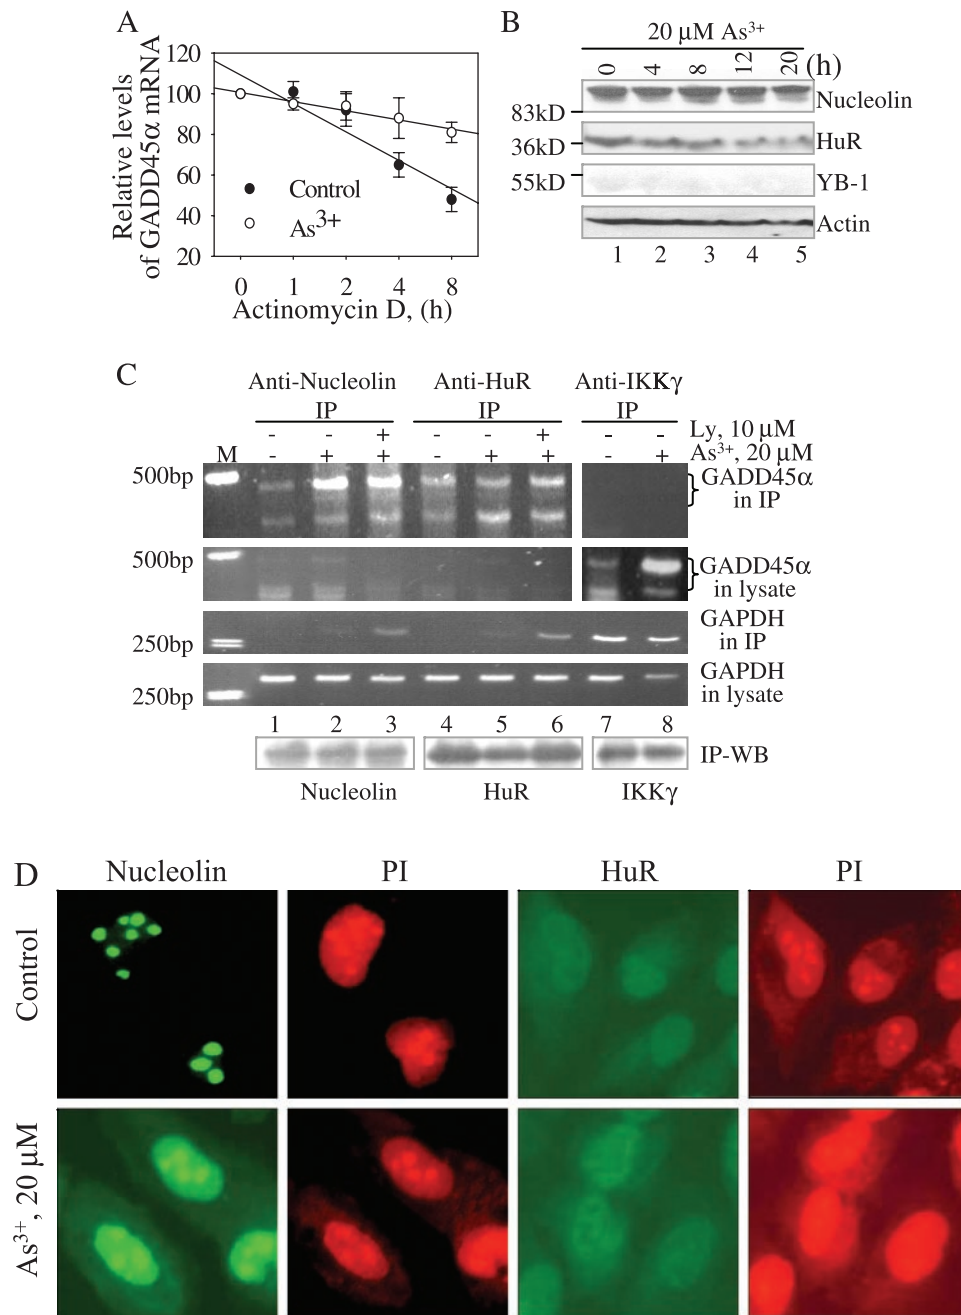 A
120
100
80
60
40
20
Relative levels
of GADD45α mRNA
Control
As³⁺
0 1 2 4 8
Actinomycin D, (h)
B
20 µM As³⁺
0 4 8 12 20 (h)
Nucleolin
83kD
HuR
36kD
55kD
YB-1
Actin
1 2 3 4 5
C
Anti-Nucleolin Anti-HuR Anti-IKKγ
IP IP IP
- - + - - + - - Ly, 10 µM
M - + + - + + - + As³⁺, 20 µM
500bp
GADD45α
in IP
500bp
GADD45α
in lysate
GAPDH
in IP
250bp
GAPDH
in lysate
250bp
1 2 3 4 5 6 7 8
IP-WB
Nucleolin HuR IKKγ
D
Nucleolin PI HuR PI
Control
As³⁺, 20 µM